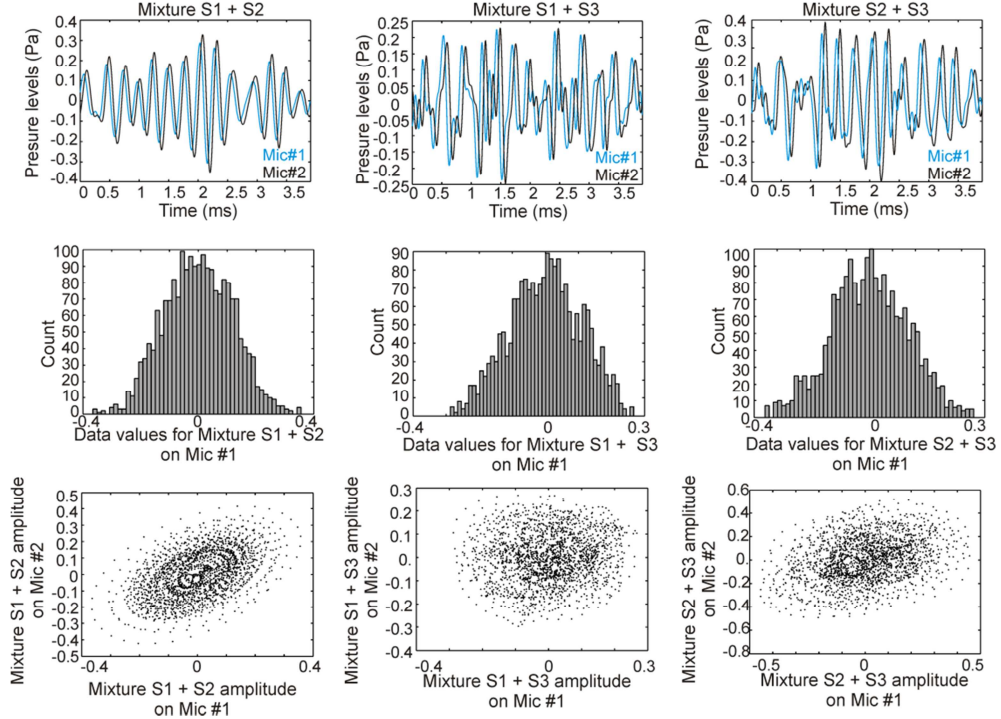 Mixture S1 + S2
Mixture S1 + S3
Mixture S2 + S3
Presure levels (Pa)
0.4
0.3
0.2
0.1
0
-0.1
-0.2
-0.3
-0.4
Mic#1
Mic#2
0 0.5 1 1.5 2 2.5 3 3.5
Time (ms)
Pressure levels (Pa)
0.25
0.20
0.15
0.1
0.05
0
-0.05
-0.1
-0.15
-0.2
-0.25
Mic#1
Mic#2
0 0.5 1 1.5 2 2.5 3 3.5
Time (ms)
Pressure levels (Pa)
0.4
0.3
0.2
0.1
0
-0.1
-0.2
-0.3
-0.4
Mic#1
Mic#2
0 0.5 1 1.5 2 2.5 3 3.5
Time (ms)
Count
100
90
80
70
60
50
40
30
20
10
0
-0.4 0 0.4
Data values for Mixture S1 + S2
on Mic #1
Count
90
80
70
60
50
40
30
20
10
0
-0.4 0 0.3
Data values for Mixture S1 + S3
on Mic #1
Count
100
90
80
70
60
50
40
30
20
10
0
-0.4 0 0.3
Data values for Mixture S2 + S3
on Mic #1
Mixture S1 + S2 amplitude
on Mic #2
0.5
0.4
0.3
0.2
0.1
0
-0.1
-0.2
-0.3
-0.4
-0.5
-0.4 0 0.4
Mixture S1 + S2 amplitude
on Mic #1
Mixture S1 + S3 amplitude
on Mic #2
0.3
0.2
0.1
0
-0.1
-0.2
-0.3
-0.4
-0.4 0 0.3
Mixture S1 + S3 amplitude
on Mic #1
Mixture S2 + S3 amplitude
on Mic #2
0.6
0.4
0.2
0
-0.2
-0.4
-0.6
-0.8
-0.5 0 0.5
Mixture S2 + S3 amplitude
on Mic #1